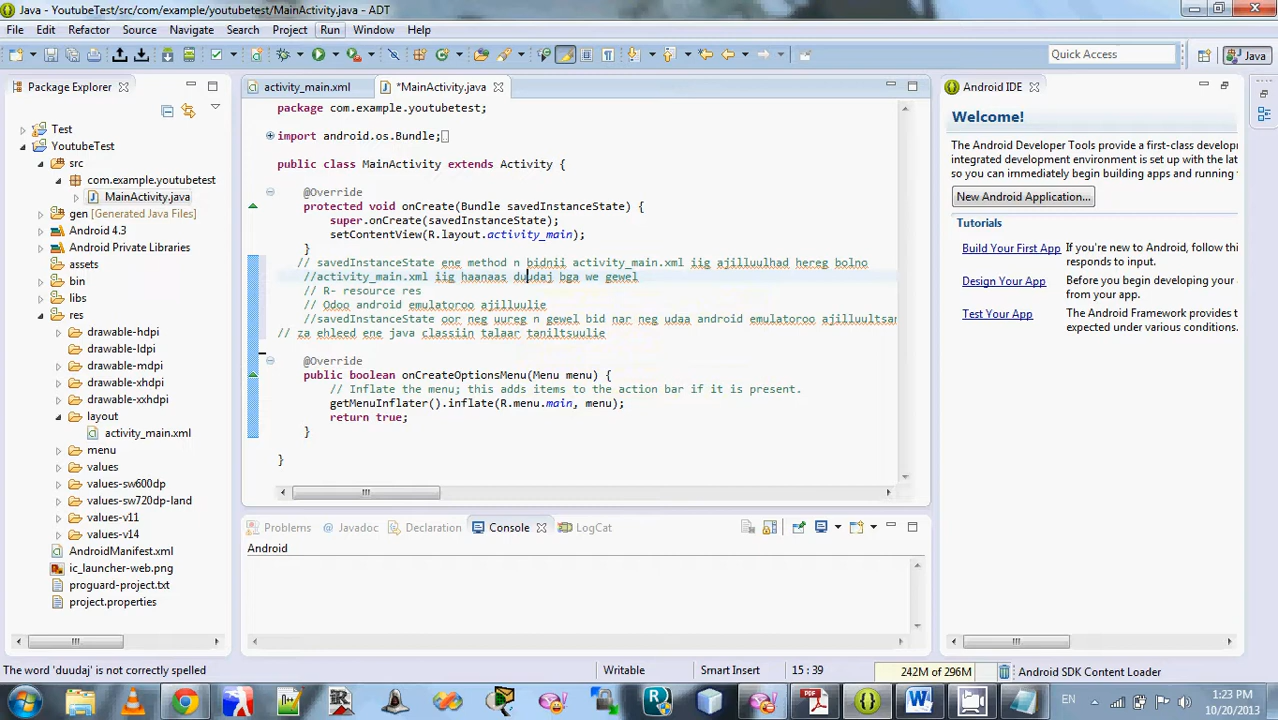 Java - YoutubeTest/src/com/example/youtubetest/MainActivity.java - ADT
File Edit Refactor Source Navigate Search Project Run Window Help
Quick Access
Java
Package Explorer
Test
YoutubeTest
src
com.example.youtubetest
MainActivity.java
gen [Generated Java Files]
Android 4.3
Android Private Libraries
assets
bin
libs
res
drawable-hdpi
drawable-ldpi
drawable-mdpi
drawable-xhdpi
drawable-xxhdpi
layout
activity_main.xml
menu
values
values-sw600dp
values-sw720dp-land
values-v11
values-v14
AndroidManifest.xml
ic_launcher-web.png
proguard-project.txt
project.properties
activity_main.xml
*MainActivity.java
package com.example.youtubetest;
import android.os.Bundle;
public class MainActivity extends Activity {
@Override
protected void onCreate(Bundle savedInstanceState) {
super.onCreate(savedInstanceState);
setContentView(R.layout.activity_main);
}
// savedInstanceState ene method n bidnii activity_main.xml iig ajilluulhad hereg bolno
//activity_main.xml iig haanaas duudaj bga we gewel
// R- resource res
// Odoo android emulatoroo ajilluulie
//savedInstanceState oor neg uureg n gewel bid nar neg udaa android emulatoroo ajilluultsan
// za ehleed ene java classiin talaar taniltsuulie
@Override
public boolean onCreateOptionsMenu(Menu menu) {
// Inflate the menu; this adds items to the action bar if it is present.
getMenuInflater().inflate(R.menu.main, menu);
return true;
}
}
Problems
Javadoc
Declaration
Console
LogCat
Android
Android IDE
Welcome!
The Android Developer Tools provide a first-class develop
integrated development environment is set up with the lat
so you can immediately begin building apps and running
New Android Application...
Tutorials
Build Your First App
If you're new to Android, follow
introduces
Design Your App
Before you begin developing your
from
Test Your App
The Android Framework provides
every
The word 'duudaj' is not correctly spelled
Writable
Smart Insert
15 : 39
242M of 296M
Android SDK Content Loader
EN
1:23 PM
10/20/2013